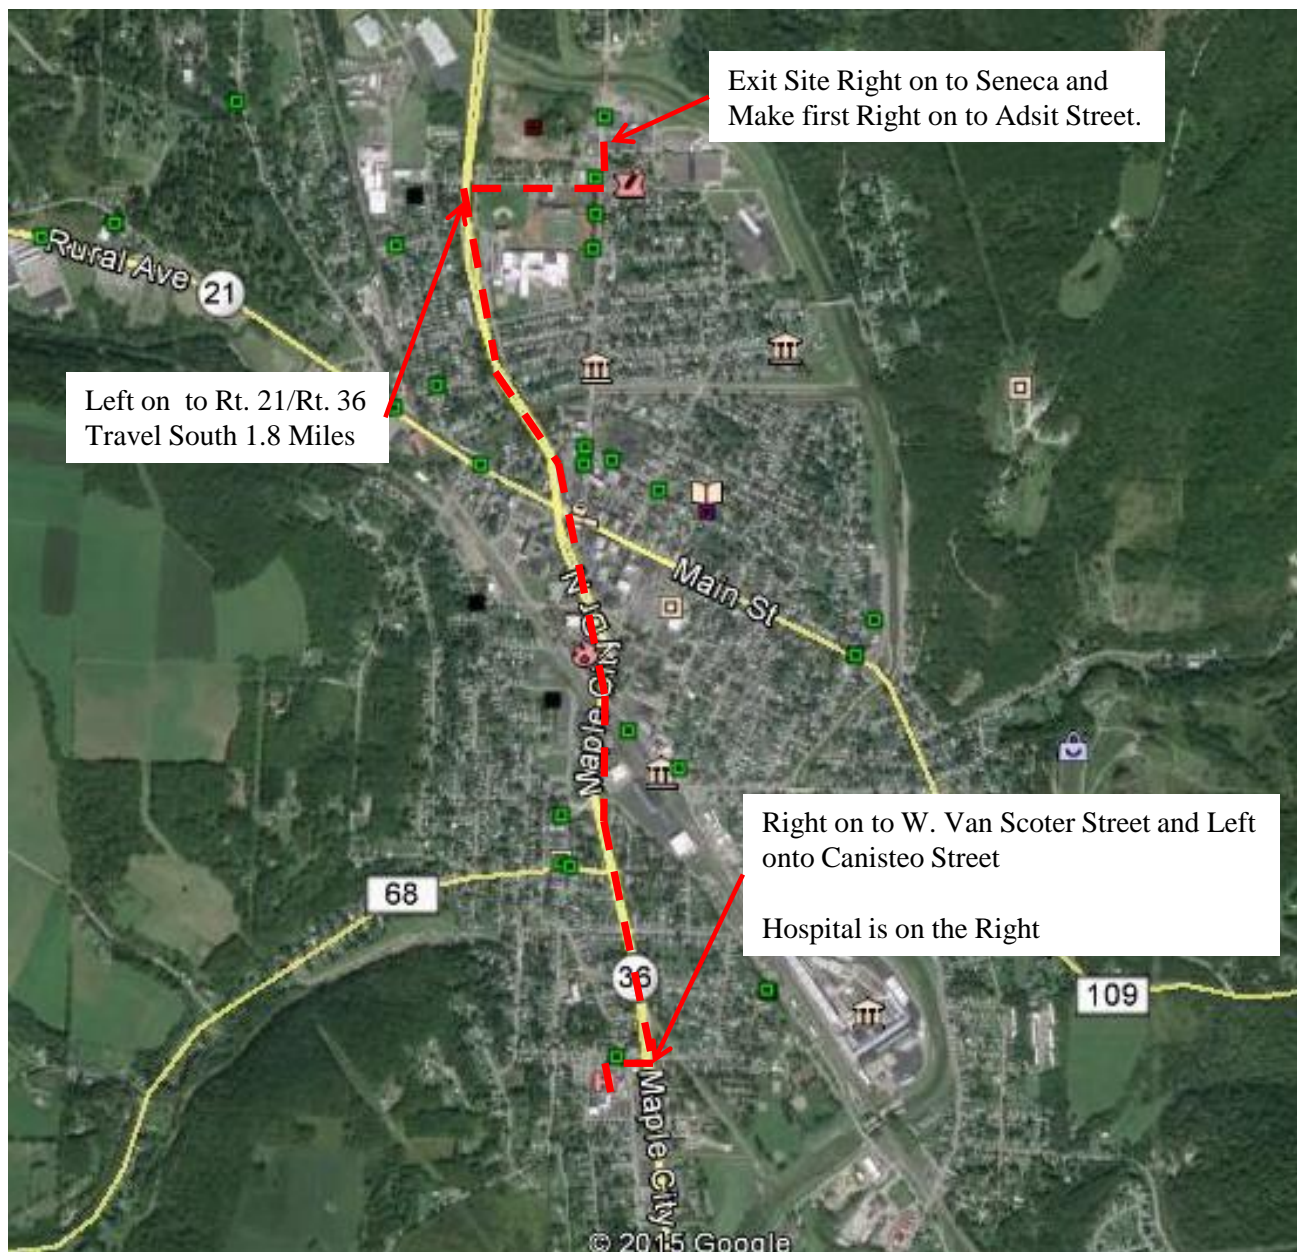 Exit Site Right on to Seneca and
Make first Right on to Adsit Street.
Rural Ave
21
Left on to Rt. 21/Rt. 36
Travel South 1.8 Miles
Main St
Maple City
Right on to W. Van Scoter Street and Left
onto Canisteo Street
Hospital is on the Right
68
36
109
Maple City
© 2015 Google